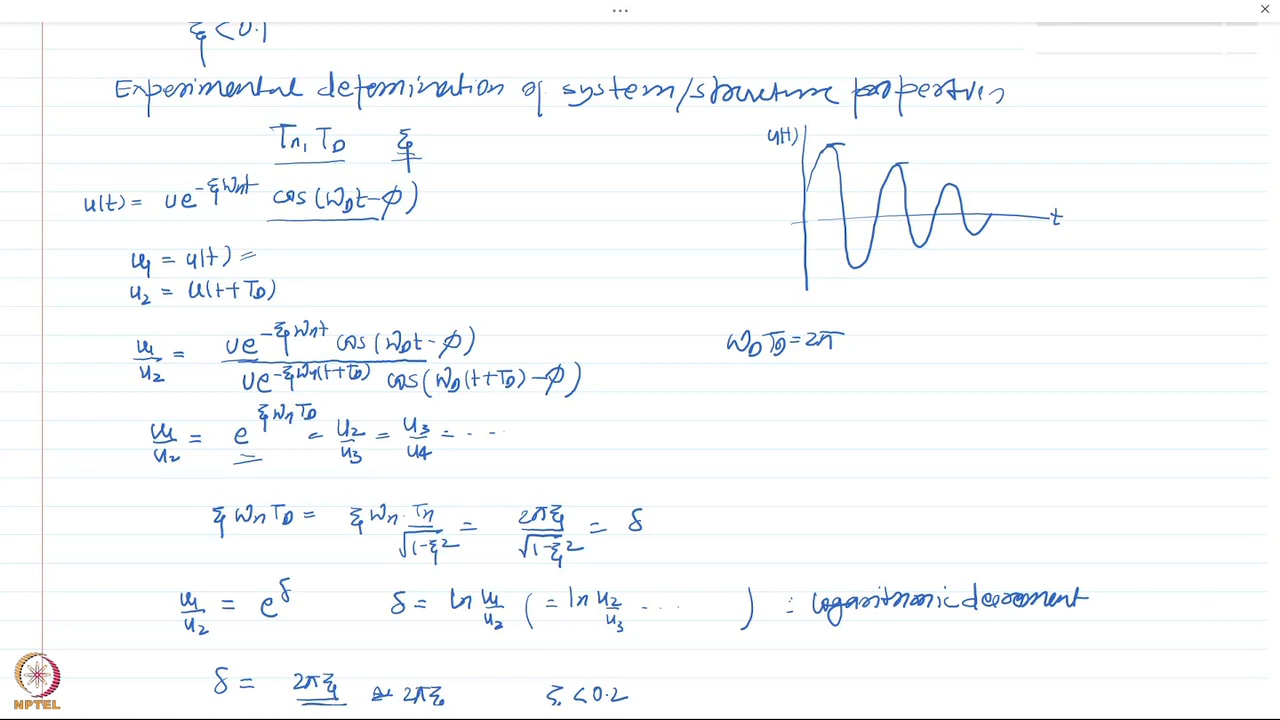 ξ < 0.1
Experimental determination of system/structure properties
Tn, TD ξ
u(t) = Ue^(-ξωnt) cos(ωDt-ϕ)
u(t)
t
u1 = u(t) =
u2 = u(t+TD)
u1/u2 = Ue^(-ξωnt) cos(ωDt-ϕ) / Ue^(-ξωn(t+TD)) cos(ωD(t+TD)-ϕ)
ωDTD = 2π
u1/u2 = e^(ξωnTD) = u2/u3 = u3/u4 = . . .
ξωnTD = ξωn · Tn/√(1-ξ²) = 2πξ/√(1-ξ²) = δ
u1/u2 = e^δ δ = ln u1/u2 ( = ln u2/u3 . . . ) : logarithmic decrement
δ = 2πξ ≃ 2πξ ξ < 0.2
NPTEL